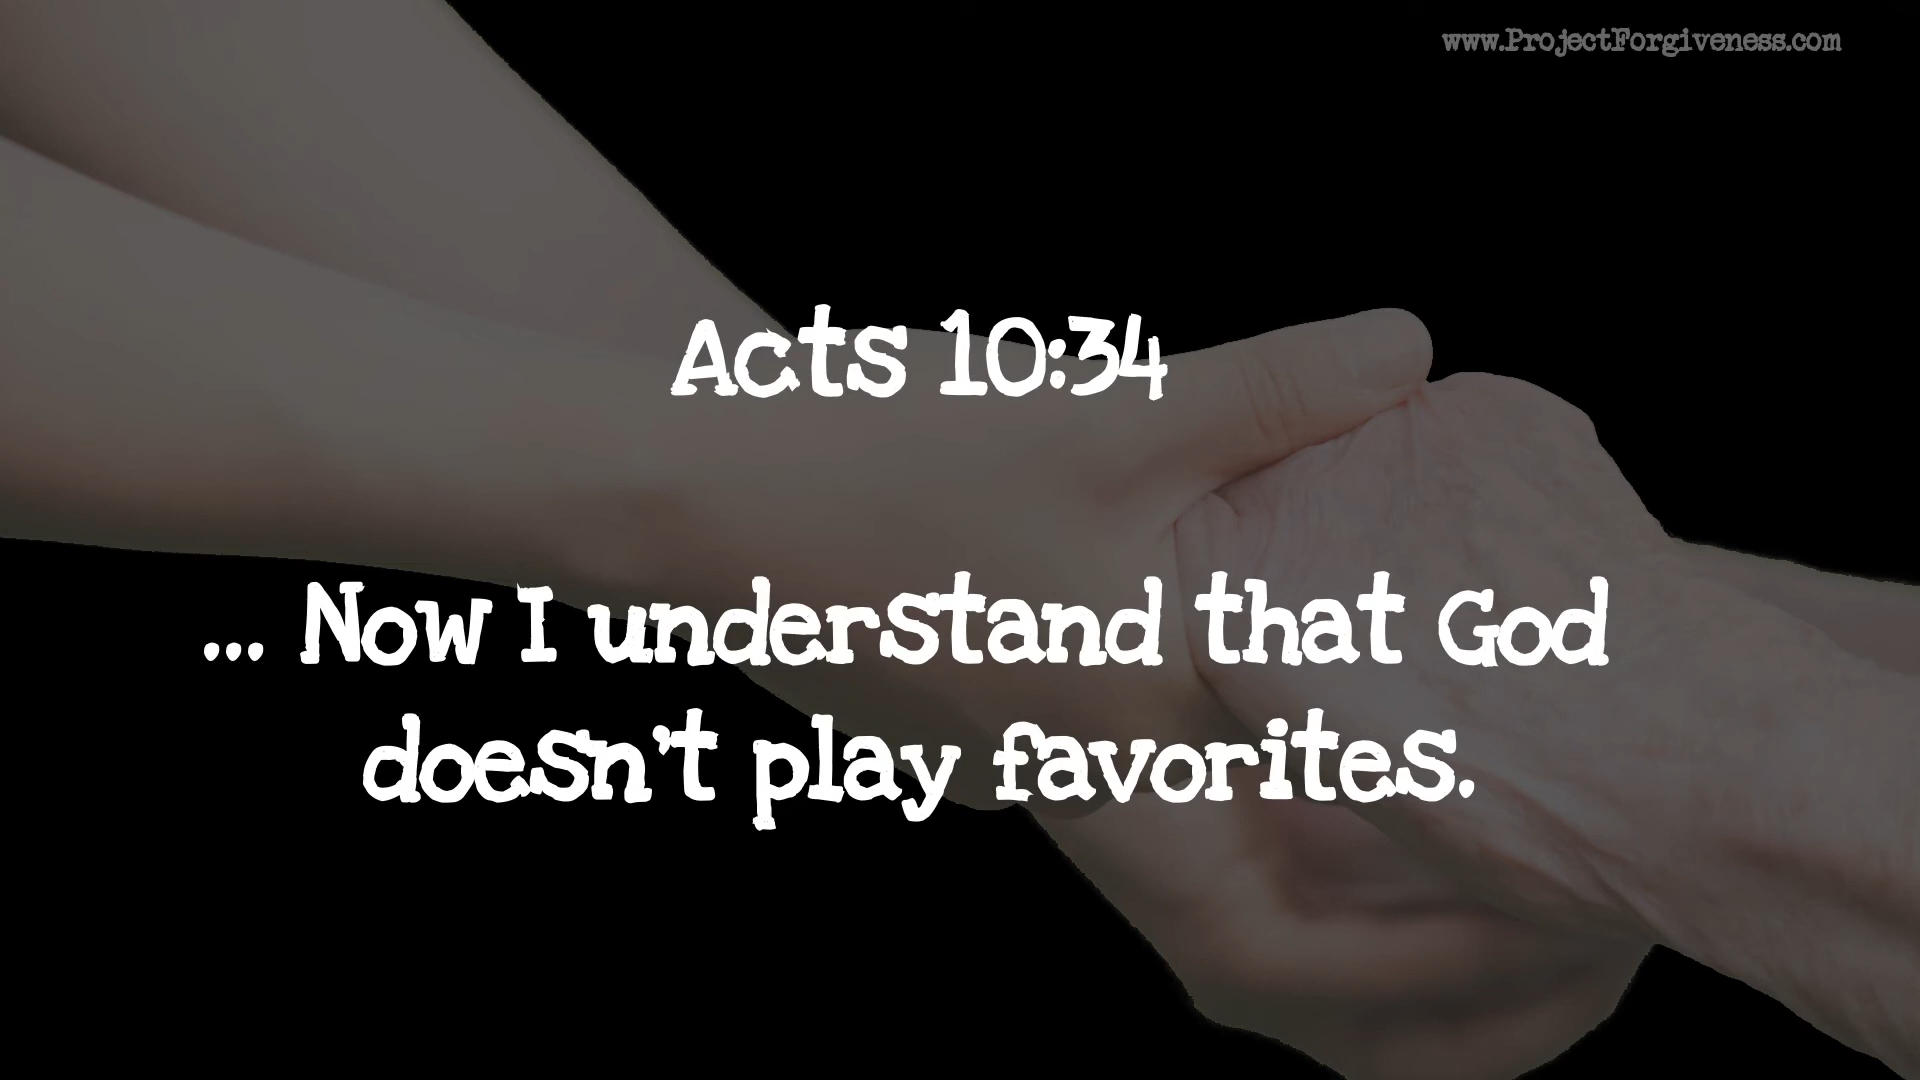 www.ProjectForgiveness.com
Acts 10:34
... Now I understand that God
doesn't play favorites.